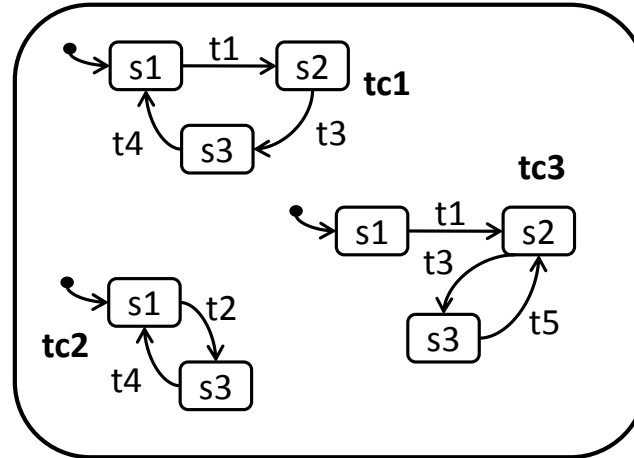 s1 t1 s2
tc1
t4 s3 t3
tc3
s1 t1 s2
t3
s3 t5
s1 t2
tc2
t4 s3